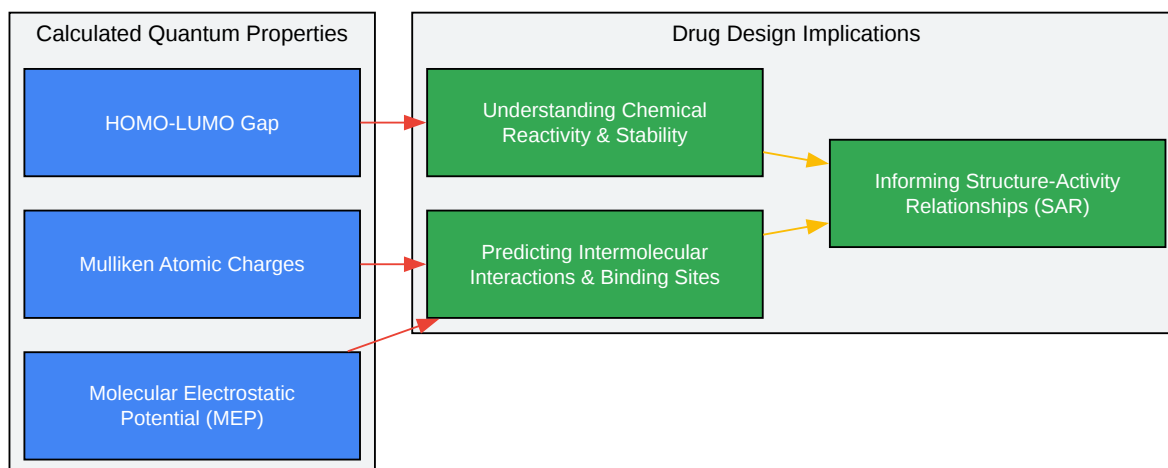 Calculated Quantum Properties
HOMO-LUMO Gap
Mulliken Atomic Charges
Molecular Electrostatic
Potential (MEP)
Drug Design Implications
Understanding Chemical
Reactivity & Stability
Predicting Intermolecular
Interactions & Binding Sites
Informing Structure-Activity
Relationships (SAR)